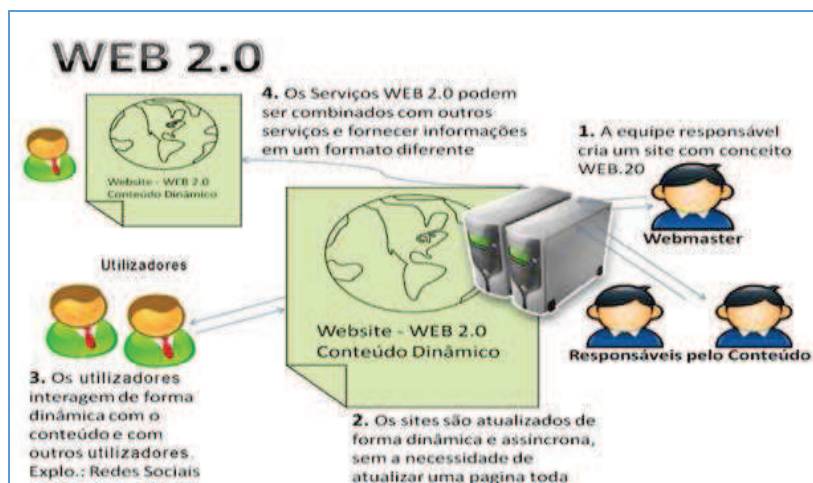 WEB 2.0
4. Os Serviços WEB 2.0 podem
ser combinados com outros
serviços e fornecer informações
em um formato diferente
1. A equipe responsável
cria um site com conceito
WEB.20
Website - WEB 2.0
Conteúdo Dinâmico
Webmaster
Utilizadores
Website - WEB 2.0
Conteúdo Dinâmico
Responsáveis pelo Conteúdo
3. Os utilizadores
interagem de forma
dinámica com o
conteúdo e com
outros utilizadores.
Explo.: Redes Sociais
2. Os sites são atualizados de
forma dinâmica e assincrona,
sem a necessidade de
atualizar uma pagina toda